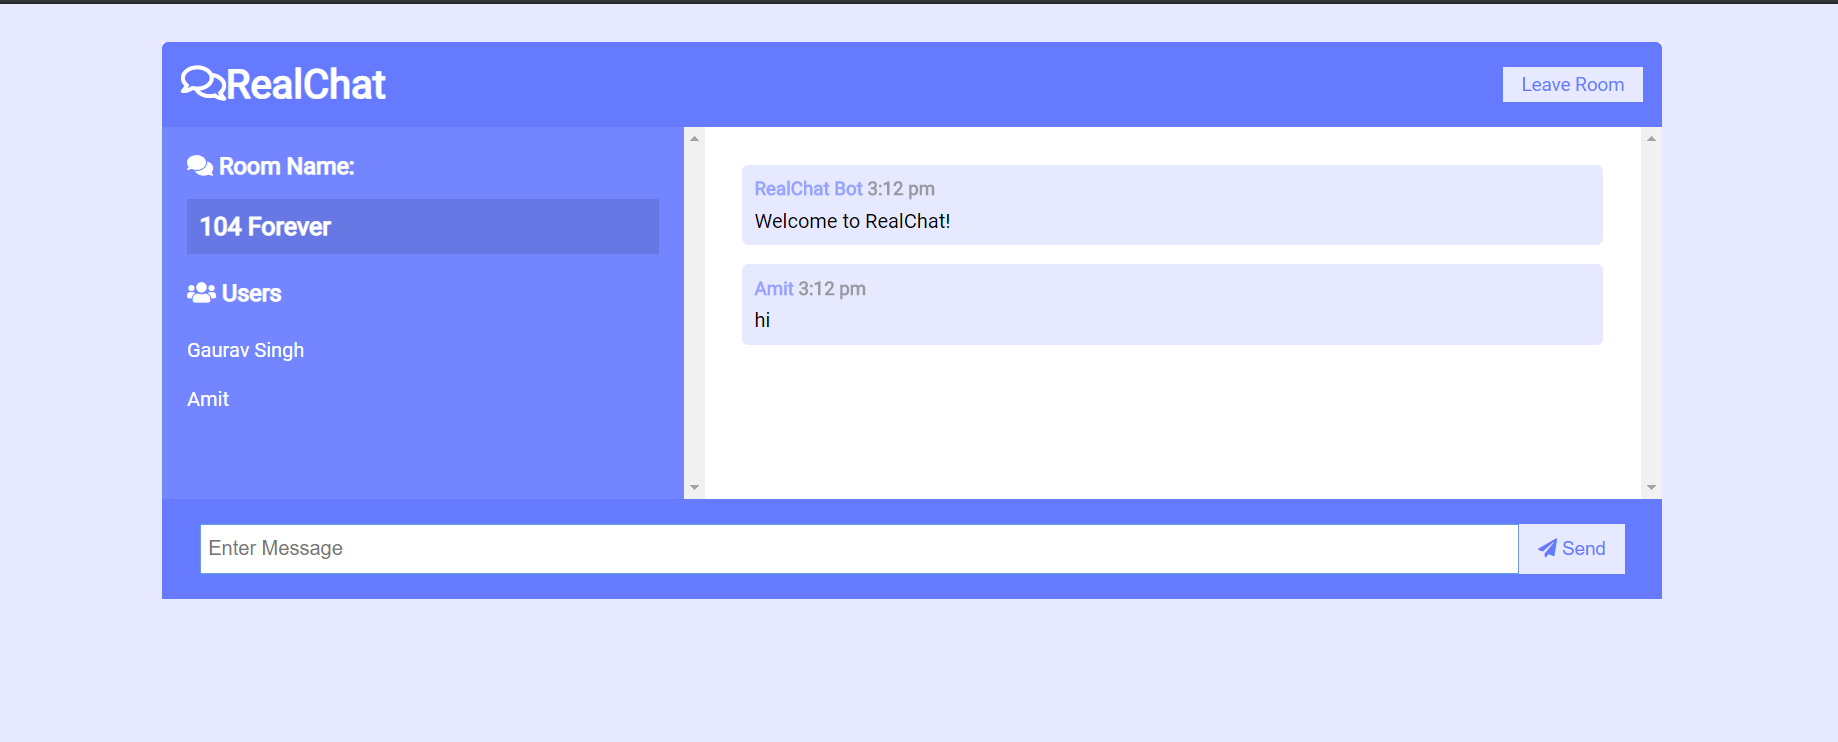 RealChat
Leave Room
Room Name:
104 Forever
Users
Gaurav Singh
Amit
RealChat Bot 3:12 pm
Welcome to RealChat!
Amit 3:12 pm
hi
Enter Message
Send